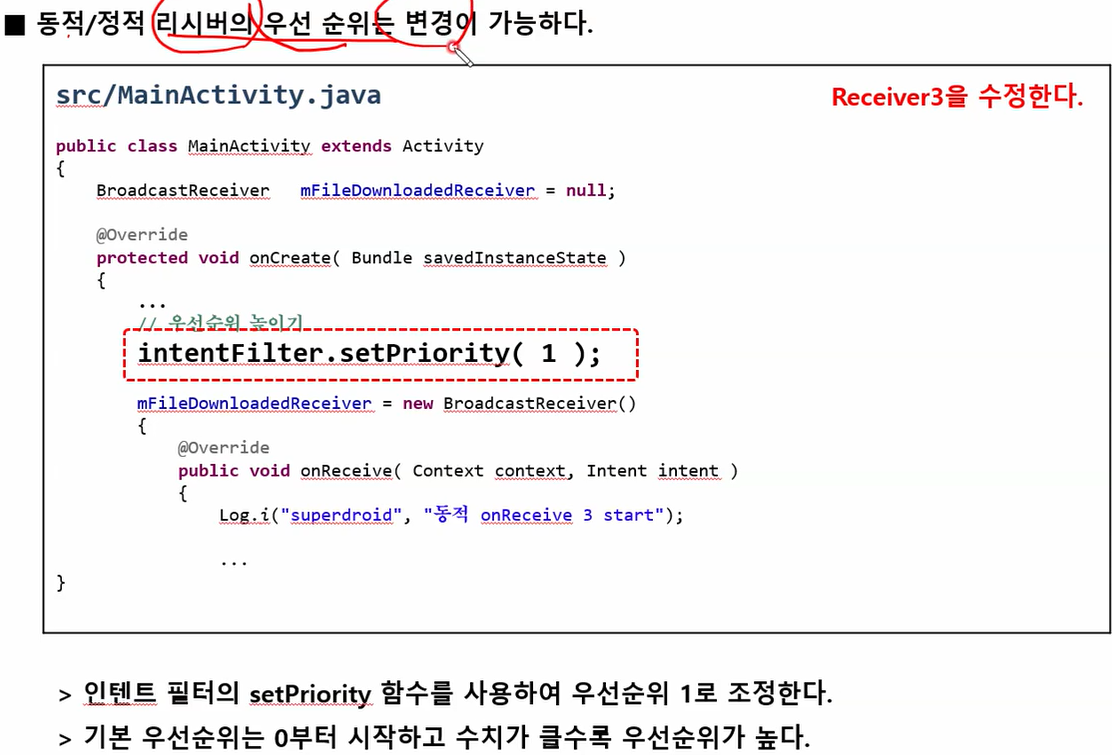 ■ 동적/정적 리시버의 우선 순위는 변경이 가능하다.
src/MainActivity.java
Receiver3을 수정한다.
public class MainActivity extends Activity
{
BroadcastReceiver mFileDownloadedReceiver = null;
@Override
protected void onCreate( Bundle savedInstanceState )
{
...
// 우선순위 높이기
intentFilter.setPriority( 1 );
mFileDownloadedReceiver = new BroadcastReceiver()
{
@Override
public void onReceive( Context context, Intent intent )
{
Log.i("superdroid", "동적 onReceive 3 start");
...
}
> 인텐트 필터의 setPriority 함수를 사용하여 우선순위 1로 조정한다.
> 기본 우선순위는 0부터 시작하고 수치가 클수록 우선순위가 높다.